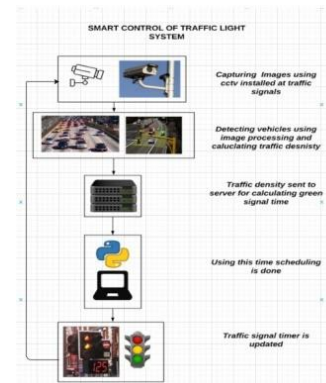 SMART CONTROL OF TRAFFIC LIGHT
SYSTEM
Capturing Images using
cctv installed at traffic
signals
Detecting vehicles using
image processing and
caluclating traffic desnisty
Traffic density sent to
server for calculating green
signal time
Using this time scheduling
is done
Traffic signal timer is
updated